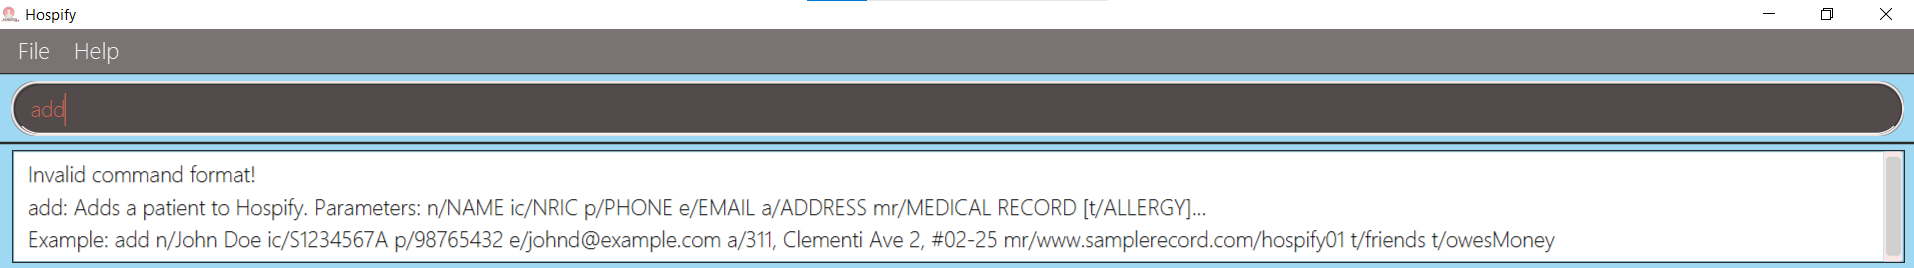 Hospify
File Help
add
Invalid command format!
add: Adds a patient to Hospify. Parameters: n/NAME ic/NRIC p/PHONE e/EMAIL a/ADDRESS mr/MEDICAL RECORD [t/ALLERGY]...
Example: add n/John Doe ic/S1234567A p/98765432 e/johnd@example.com a/311, Clementi Ave 2, #02-25 mr/www.samplerecord.com/hospify01 t/friends t/owesMoney